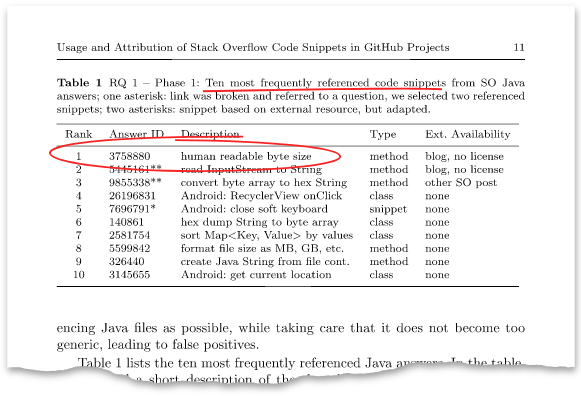 Usage and Attribution of Stack Overflow Code Snippets in GitHub Projects 11
Table 1 RQ 1 – Phase 1: Ten most frequently referenced code snippets from SO Java
answers; one asterisk: link was broken and referred to a question, we selected two referenced
snippets; two asterisks: snippet based on external resource, but adapted.
Rank Answer ID Description Type Ext. Availability
1 3758880 human readable byte size method blog, no license
2 5445161** read InputStream to String method blog, no license
3 9855338** convert byte array to hex String method other SO post
4 26196831 Android: RecyclerView onClick class none
5 7696791* Android: close soft keyboard snippet none
6 140861 hex dump String to byte array class none
7 2581754 sort Map<Key, Value> by values class none
8 5599842 format file size as MB, GB, etc. method none
9 326440 create Java String from file cont. method none
10 3145655 Android: get current location class none
encing Java files as possible, while taking care that it does not become too
generic, leading to false positives.
Table 1 lists the ten most frequently referenced Java answers. In the table,
a short description of the